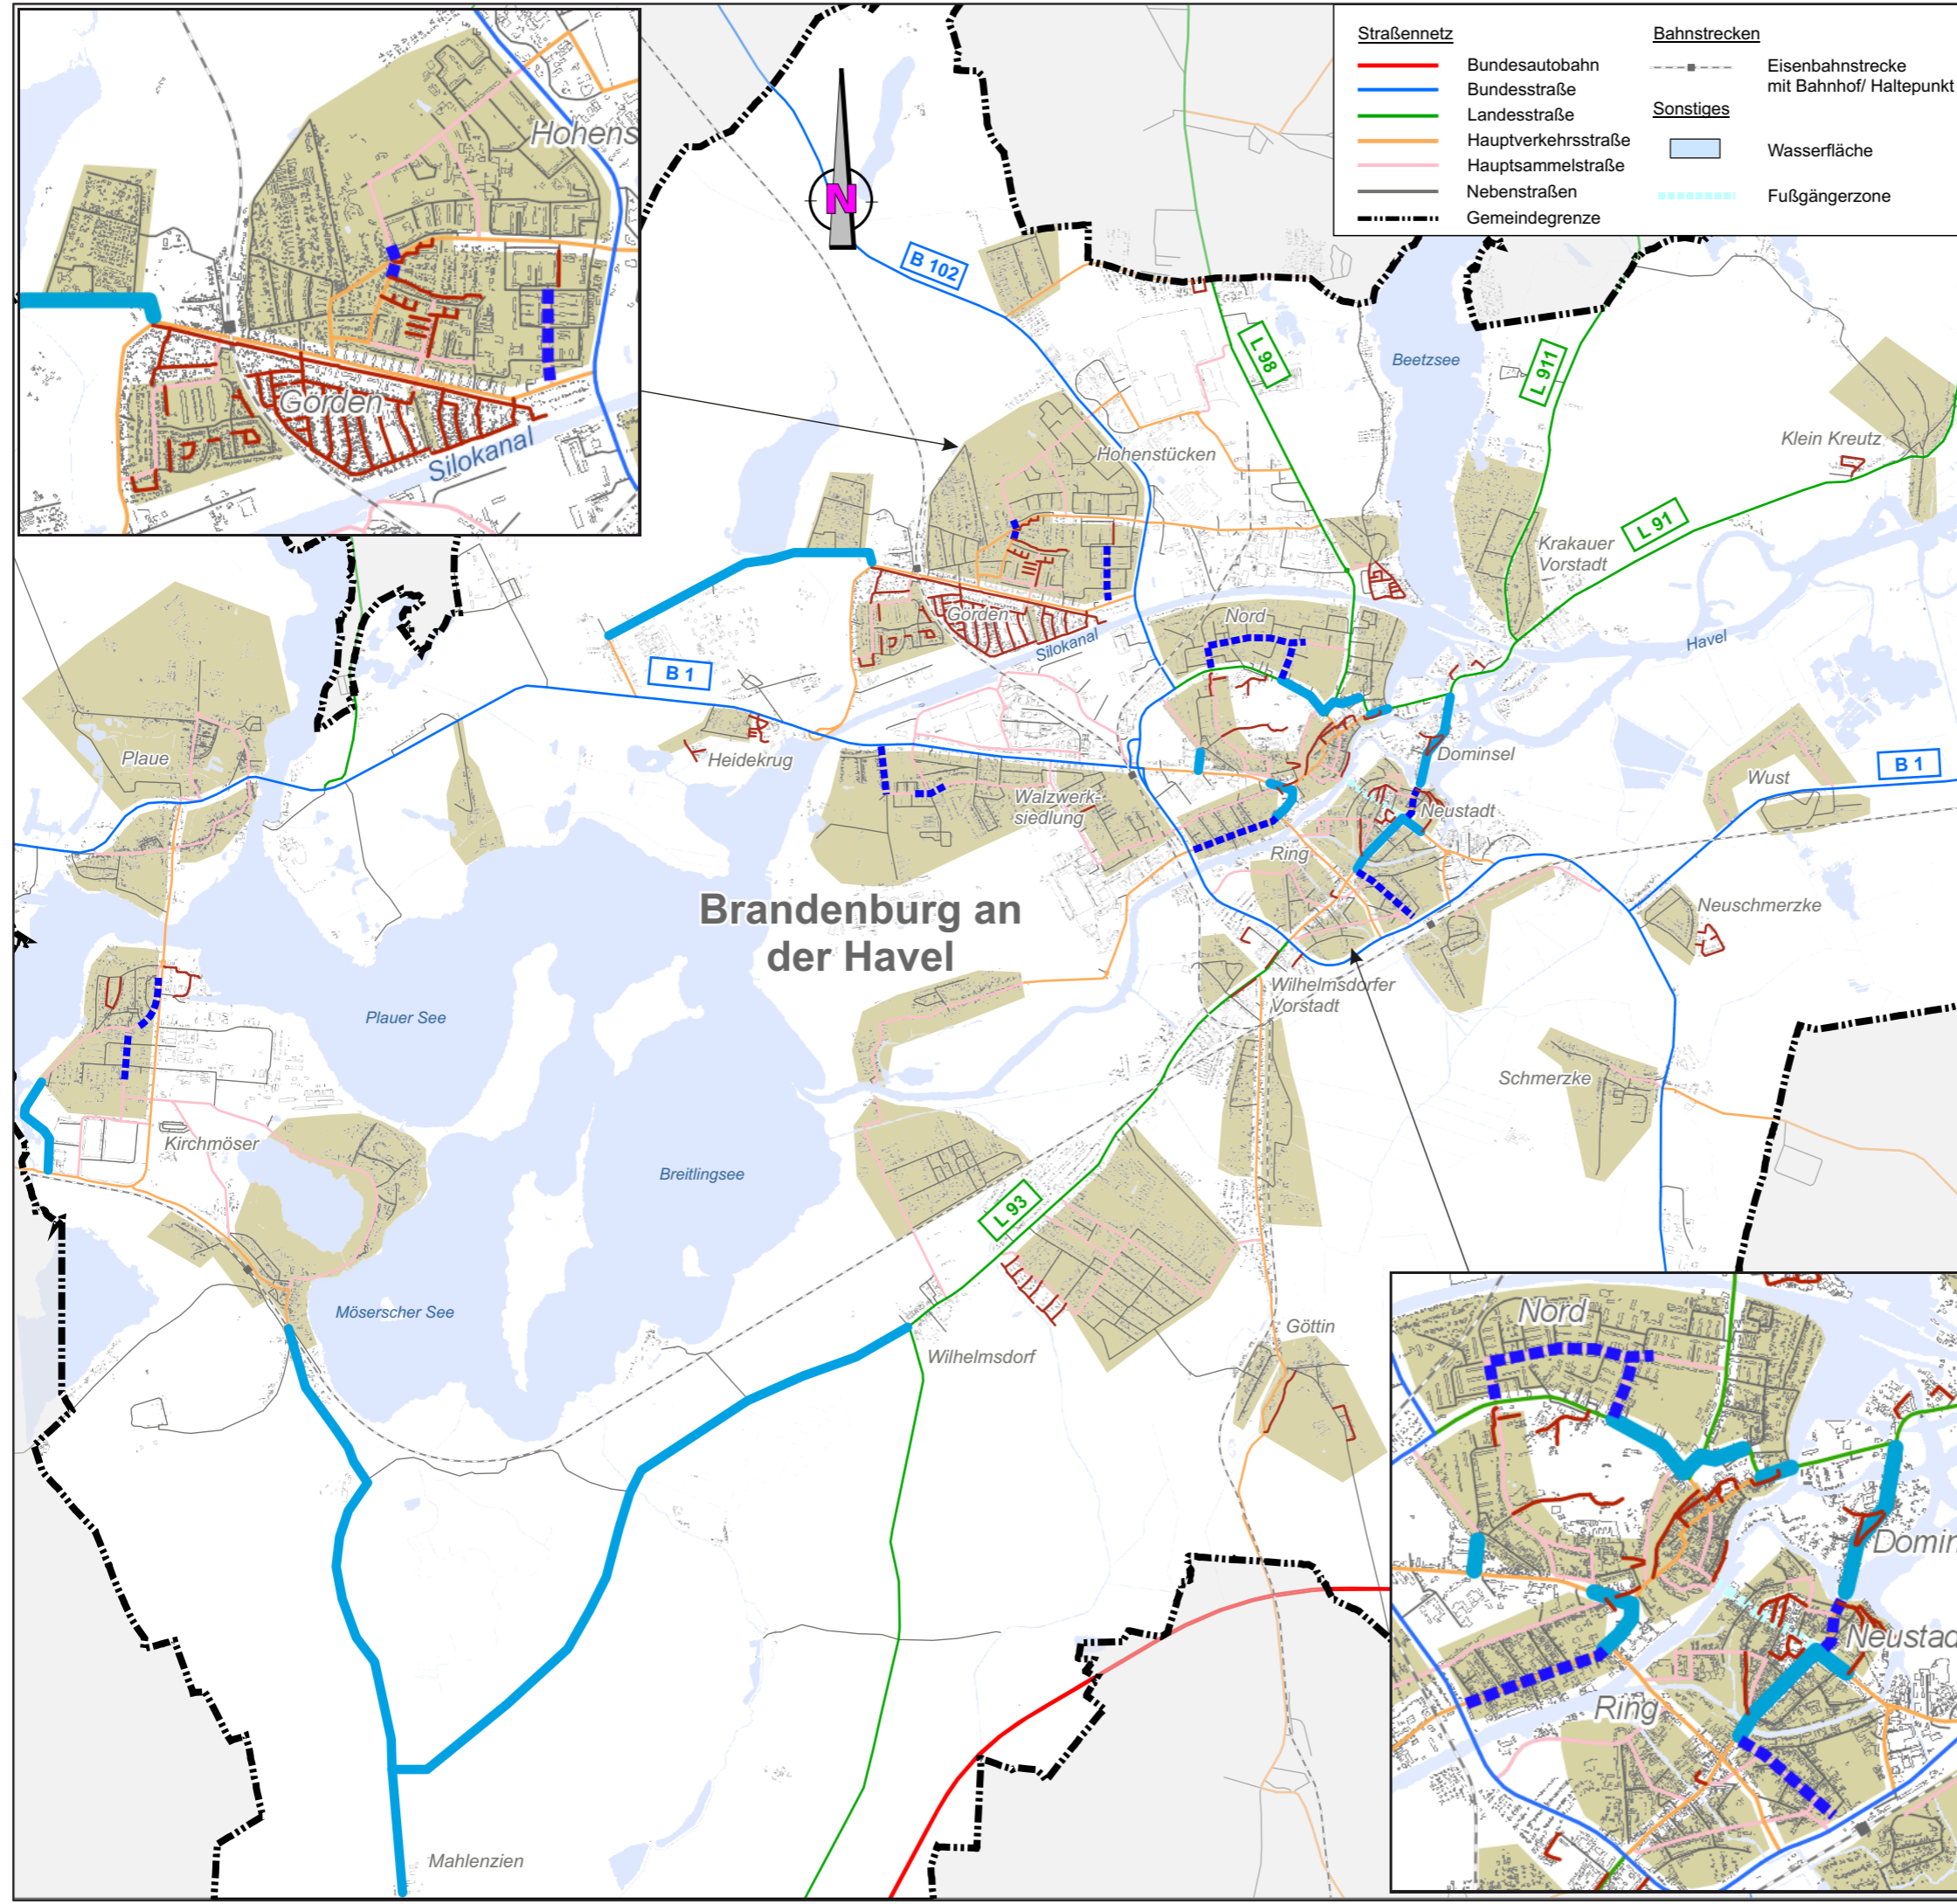 Straßennetz
Bundesautobahn
Bundesstraße
Landesstraße
Hauptverkehrsstraße
Hauptsammelstraße
Nebenstraßen
Gemeindegrenze
Bahnstrecken
Eisenbahnstrecke
mit Bahnhof/ Haltepunkt
Sonstiges
Wasserfläche
Fußgängerzone
Hohens
Görden
Silokanal
N
B 102
L 98
Beetzsee
L 911
Klein Kreutz
Hohenstücken
L 91
Krakauer
Vorstadt
Görden
Nord
Silokanal
Havel
B 1
Plaue
Heidekrug
Dominsel
Wust
B 1
Walzwerk-
siedlung
Neustadt
Ring
Brandenburg an
der Havel
Neuschmerzke
Wilhelmsdorfer
Vorstadt
Plauer See
Schmerzke
Kirchmöser
Breitlingsee
L 93
Möserscher See
Göttin
Wilhelmsdorf
Mahlenzien
Nord
Domin
Neustad
Ring